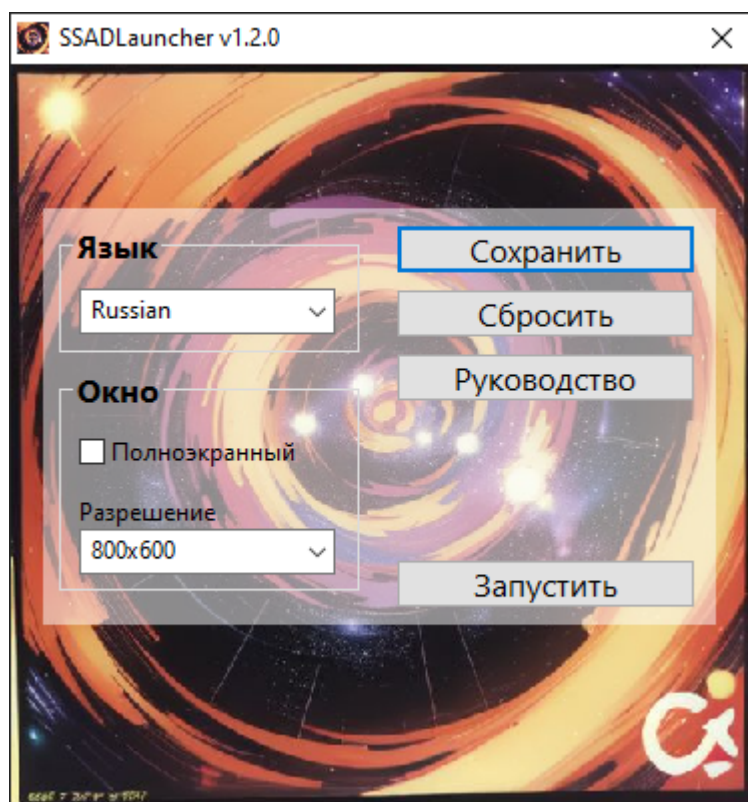 SSADLauncher v1.2.0
Язык
Russian
Окно
Полноэкранный
Разрешение
800x600
Сохранить
Сбросить
Руководство
Запустить